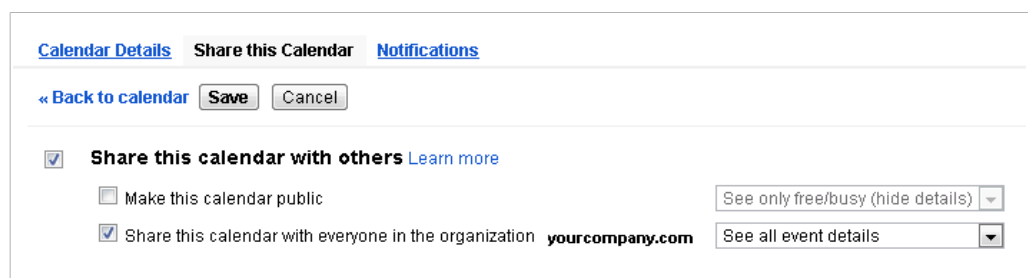 Calendar Details Share this Calendar Notifications
« Back to calendar Save Cancel
Share this calendar with others Learn more
Make this calendar public See only free/busy (hide details)
Share this calendar with everyone in the organization yourcompany.com See all event details